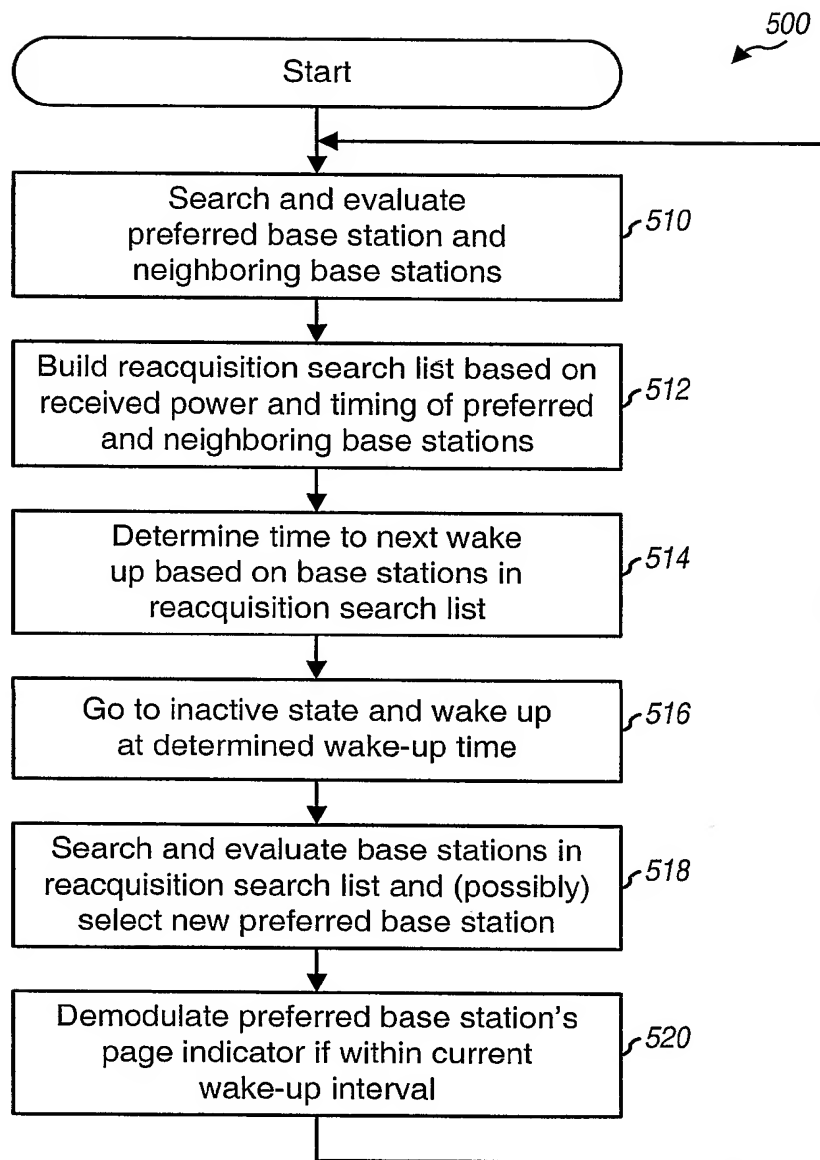 500
Start
Search and evaluate
preferred base station and
neighboring base stations
510
Build reacquisition search list based on
received power and timing of preferred
and neighboring base stations
512
Determine time to next wake
up based on base stations in
reacquisition search list
514
Go to inactive state and wake up
at determined wake-up time
516
Search and evaluate base stations in
reacquisition search list and (possibly)
select new preferred base station
518
Demodulate preferred base station's
page indicator if within current
wake-up interval
520